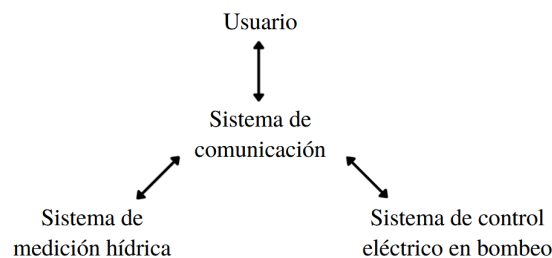 Usuario
Sistema de
comunicación
Sistema de
medición hídrica
Sistema de control
eléctrico en bombeo